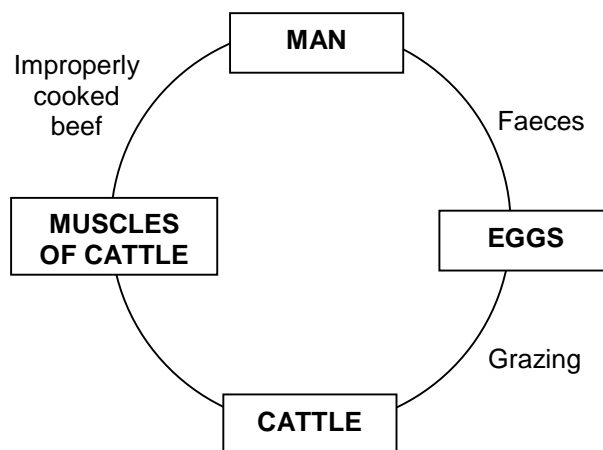 MAN
Improperly
cooked
beef
Faeces
MUSCLES
OF CATTLE
EGGS
Grazing
CATTLE